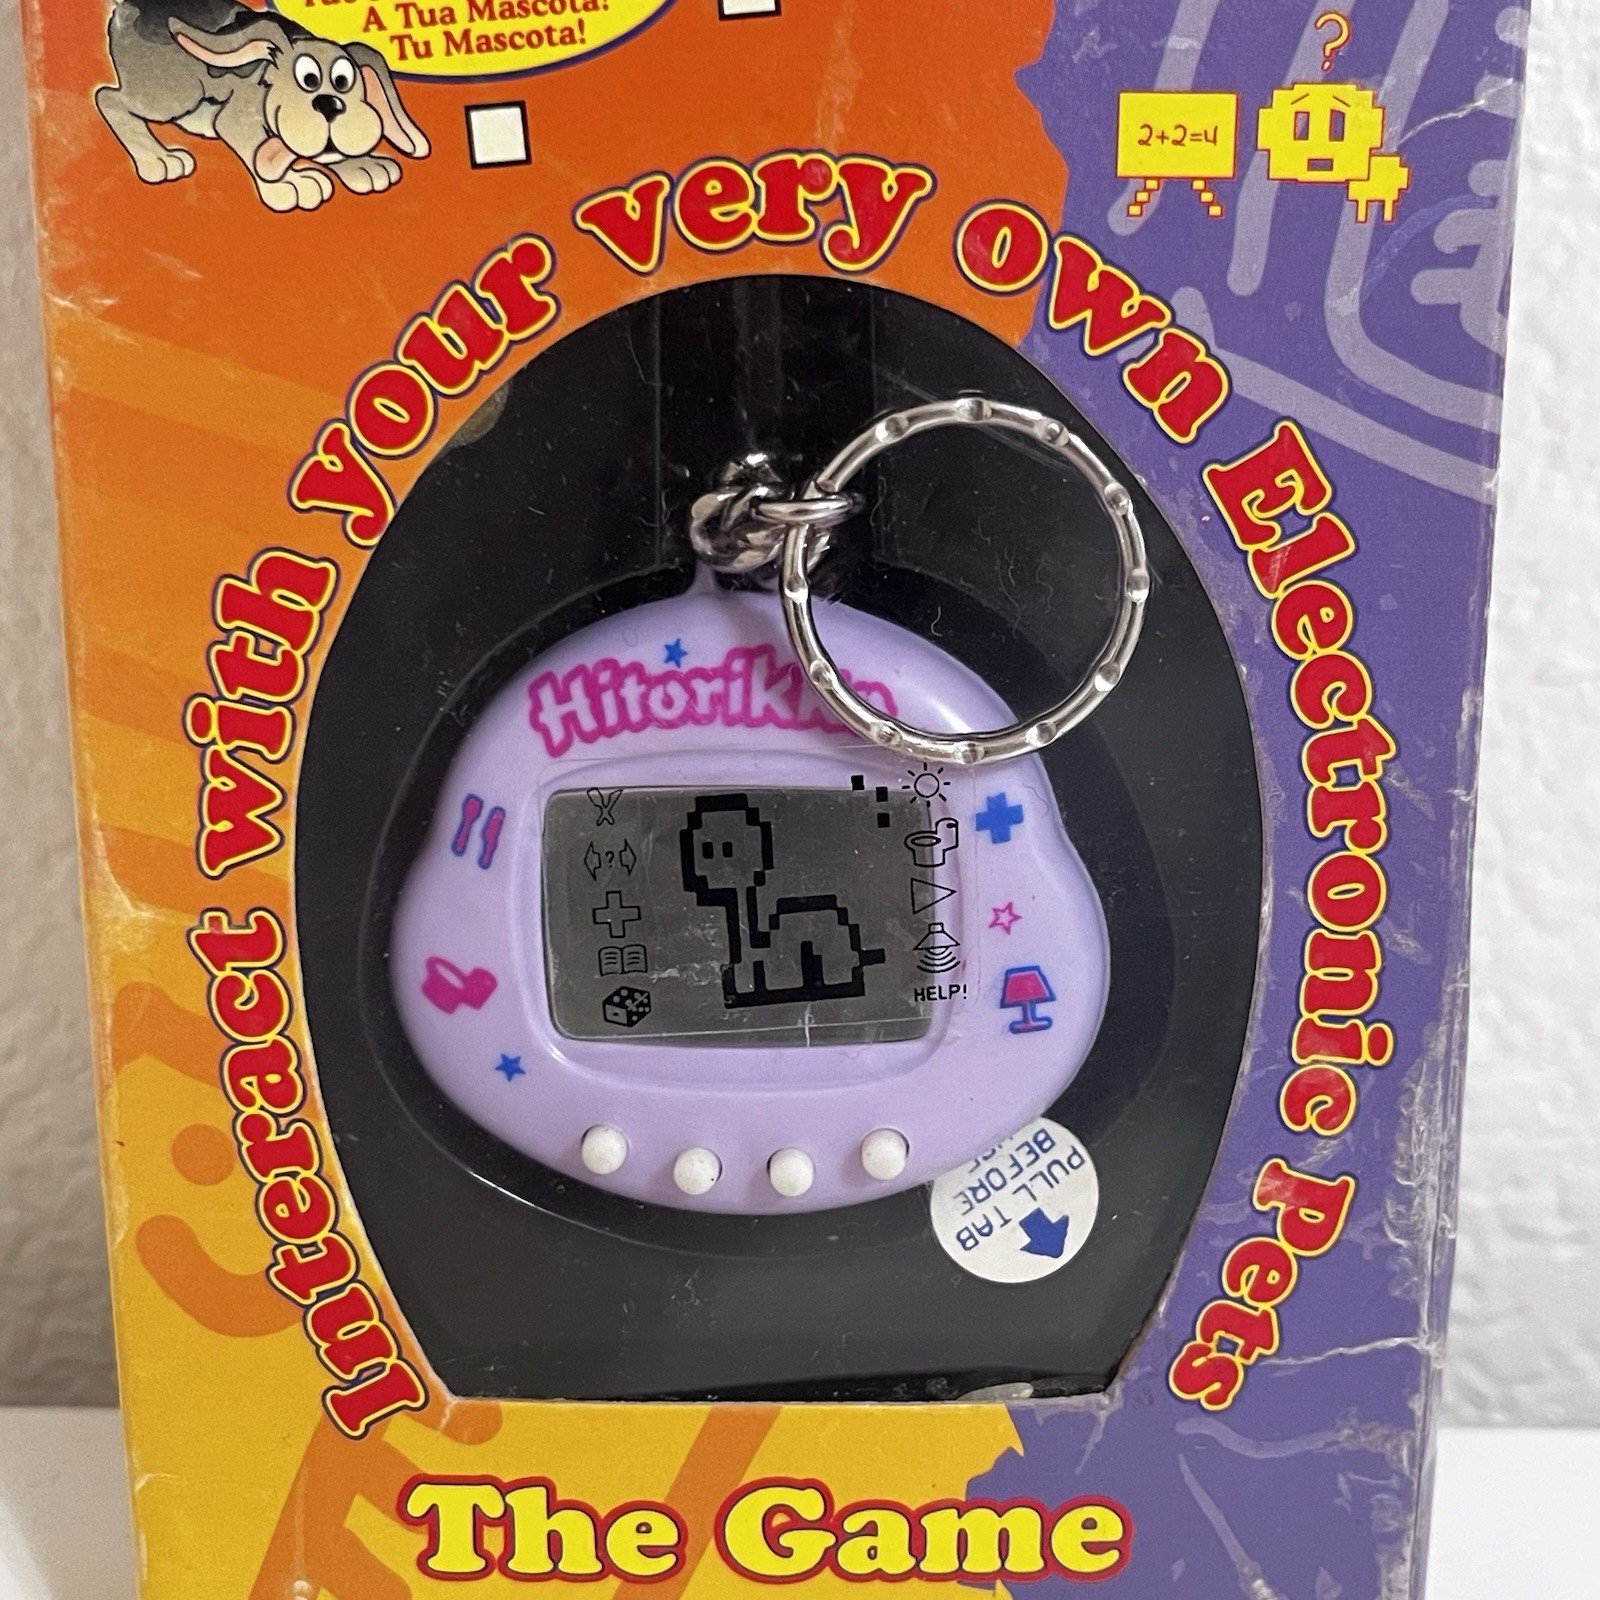 A Tua Mascota!
Tu Mascota!
2+2=4
?
Interact with your very own Electronic Pets
?
HELP!
PULL TAB
BEFORE
The Game